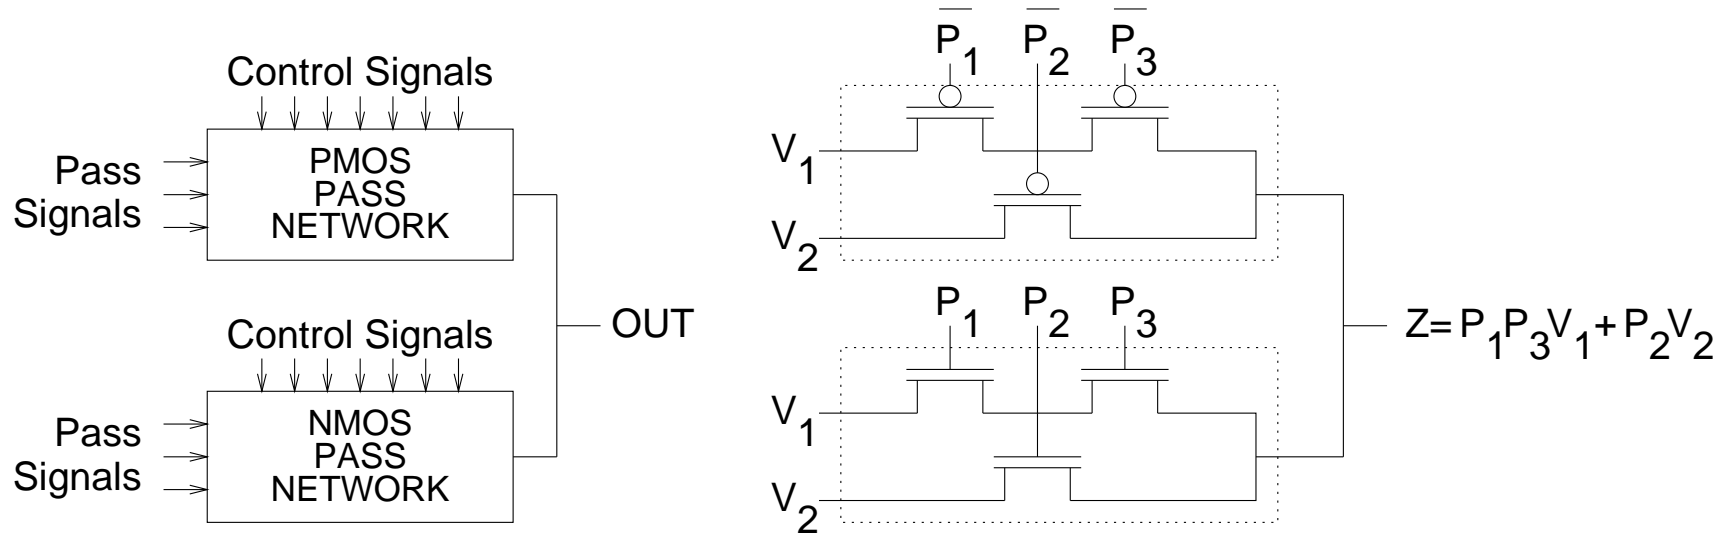 Control Signals
Pass
Signals
PMOS
PASS
NETWORK
Control Signals
Pass
Signals
NMOS
PASS
NETWORK
OUT
P̅₁ P̅₂ P̅₃
V₁
V₂
P₁ P₂ P₃
V₁
V₂
Z= P₁P₃V₁+ P₂V₂